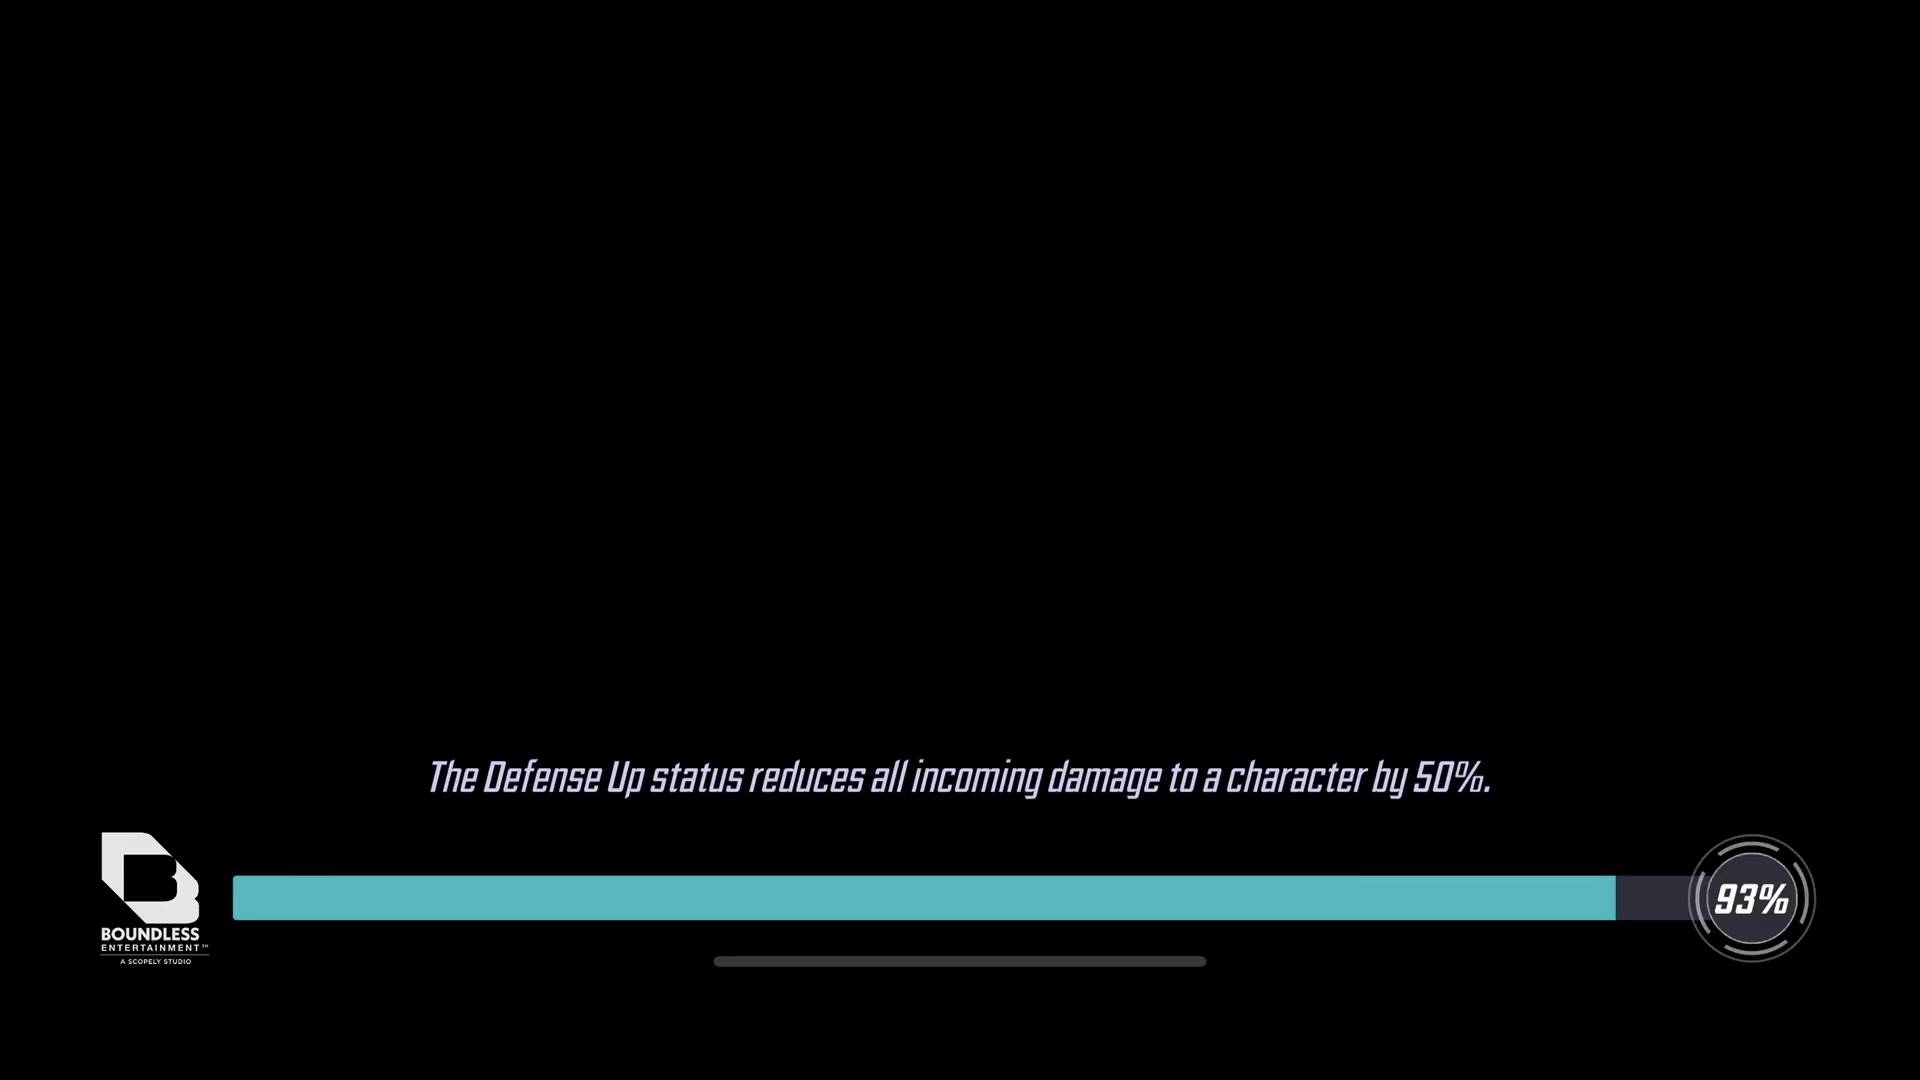 The Defense Up status reduces all incoming damage to a character by 50%.
93%
BOUNDLESS
ENTERTAINMENT™
A SCOPELY STUDIO